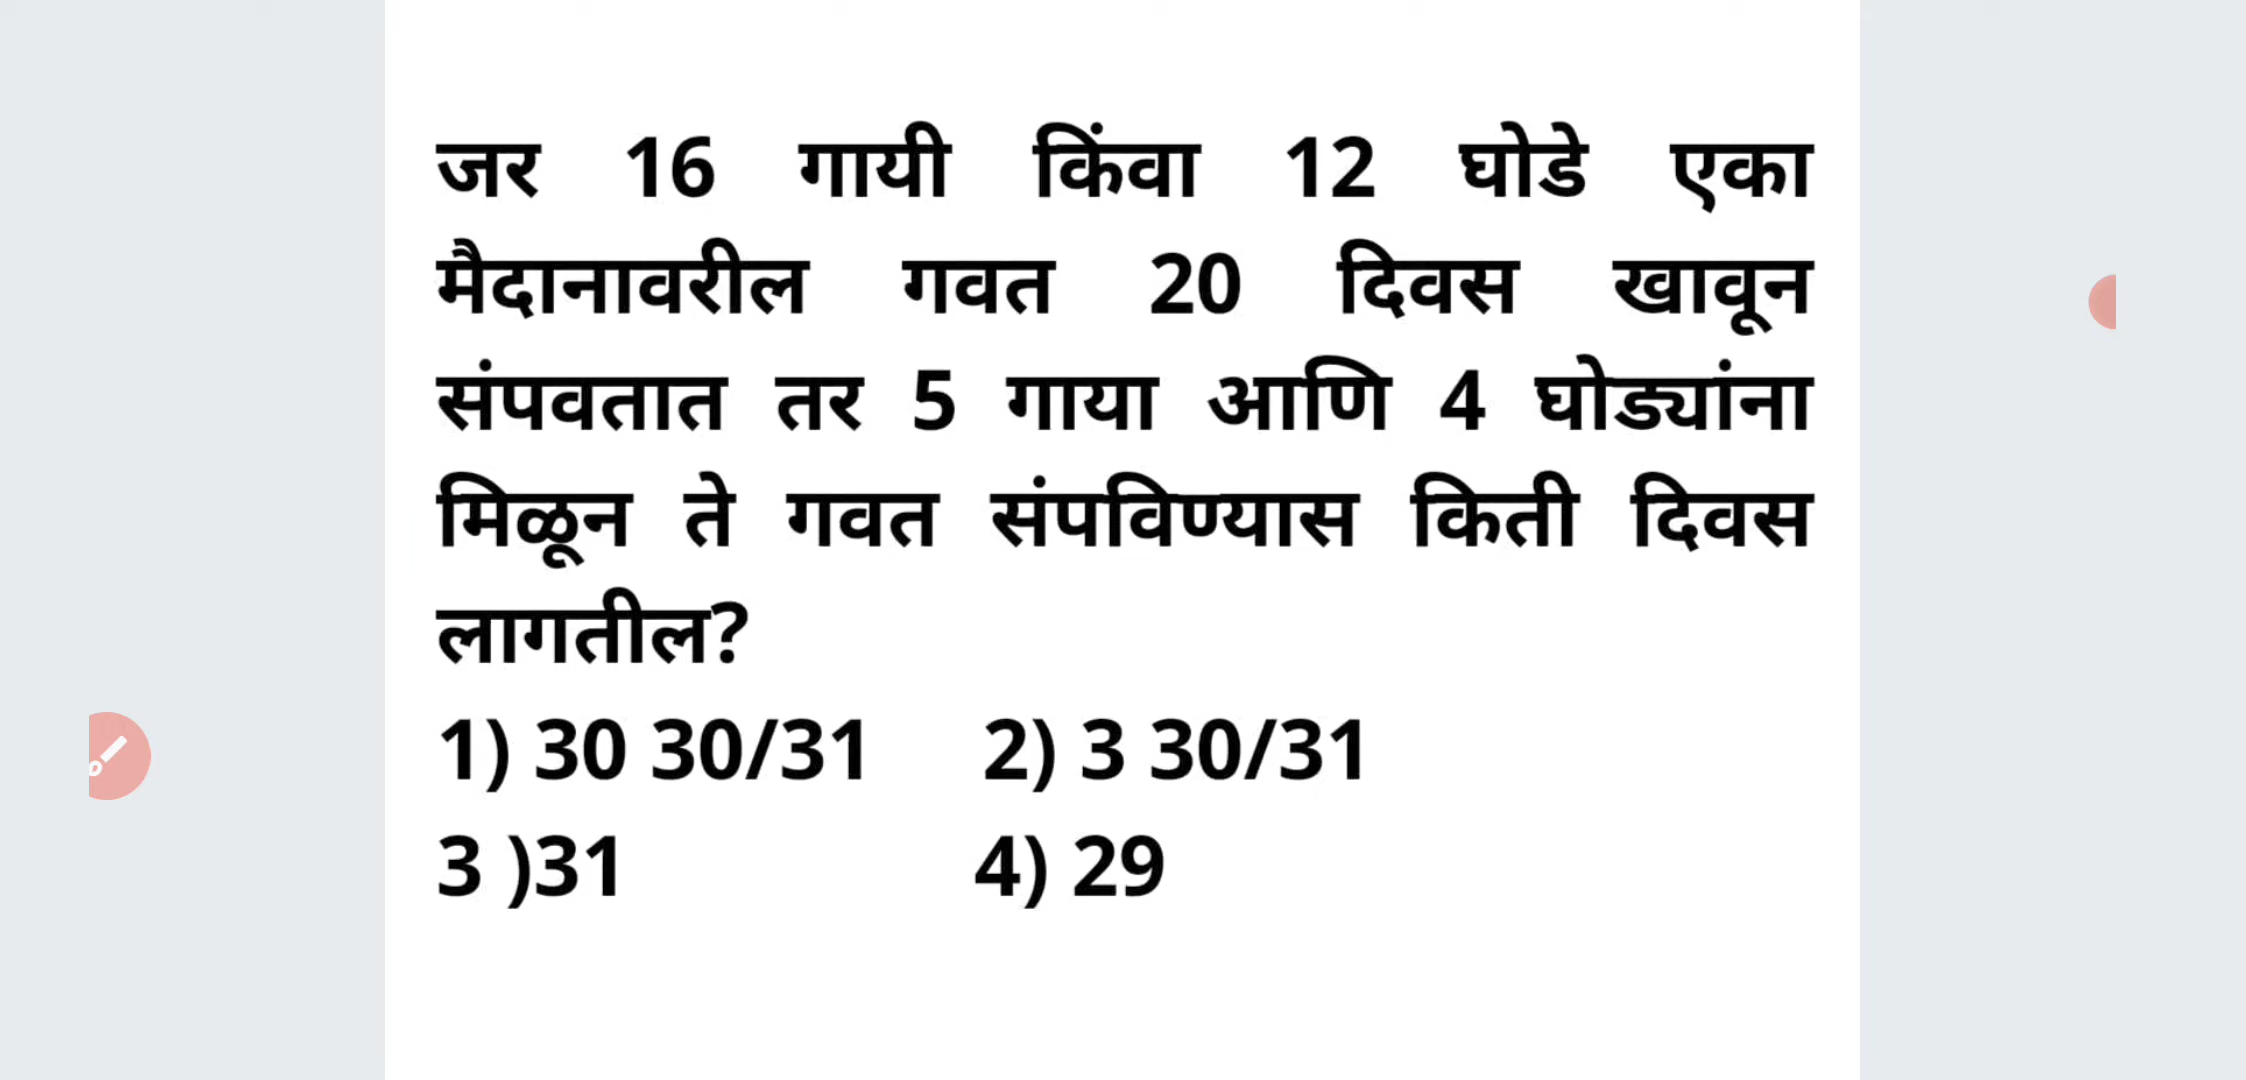 जर 16 गायी किंवा 12 घोडे एका
मैदानावरील गवत 20 दिवस खावून
संपवतात तर 5 गाया आणि 4 घोड्यांना
मिळून ते गवत संपविण्यास किती दिवस
लागतील?
1) 30 30/31 2) 3 30/31
3 )31 4) 29